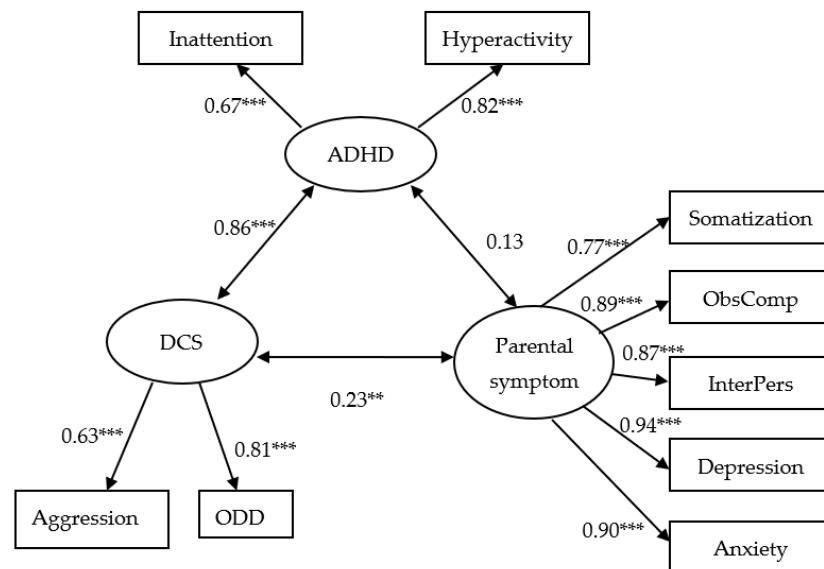 Inattention
Hyperactivity
0.67***
0.82***
ADHD
Somatization
0.86***
0.13
0.77***
ObsComp
0.89***
DCS
Parental
symptom
0.87***
InterPers
0.23**
0.94***
0.63***
0.81***
Depression
Aggression
ODD
0.90***
Anxiety